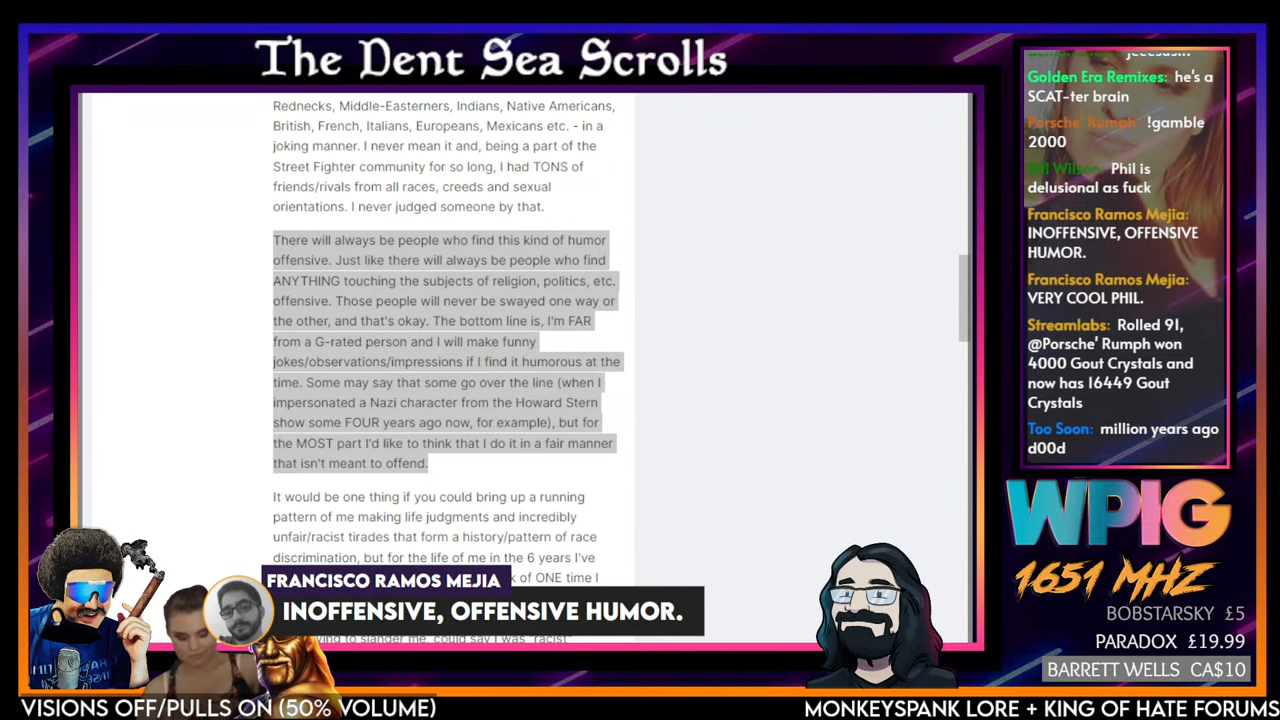 The Dent Sea Scrolls
Rednecks, Middle-Easterners, Indians, Native Americans,
British, French, Italians, Europeans, Mexicans etc. - in a
joking manner. I never mean it and, being a part of the
Street Fighter community for so long, I had TONS of
friends/rivals from all races, creeds and sexual
orientations. I never judged someone by that.
There will always be people who find this kind of humor
offensive. Just like there will always be people who find
ANYTHING touching the subjects of religion, politics, etc.
offensive. Those people will never be swayed one way or
the other, and that's okay. The bottom line is, I'm FAR
from a G-rated person and I will make funny
jokes/observations/impressions if I find it humorous at the
time. Some may say that some go over the line (when I
impersonated a Nazi character from the Howard Stern
show some FOUR years ago now, for example), but for
the MOST part I'd like to think that I do it in a fair manner
that isn't meant to offend.
It would be one thing if you could bring up a running
pattern of me making life judgments and incredibly
unfair/racist tirades that form a history/pattern of race
discrimination, but for the life of me in the 6 years I've
of ONE time I
to slander me, could say I was "racist"
FRANCISCO RAMOS MEJIA
INOFFENSIVE, OFFENSIVE HUMOR.
Golden Era Remixes: he's a
SCAT-ter brain
Porsche' Rumph: !gamble
2000
Bill Wilson: Phil is
delusional as fuck
Francisco Ramos Mejia:
INOFFENSIVE, OFFENSIVE
HUMOR.
Francisco Ramos Mejia:
VERY COOL PHIL.
Streamlabs: Rolled 91,
@Porsche' Rumph won
4000 Gout Crystals and
now has 16449 Gout
Crystals
Too Soon: million years ago
d00d
WPIG
1651 MHZ
BOBSTARSKY £5
PARADOX £19.99
BARRETT WELLS CA$10
VISIONS OFF/PULLS ON (50% VOLUME)
MONKEYSPANK LORE + KING OF HATE FORUMS